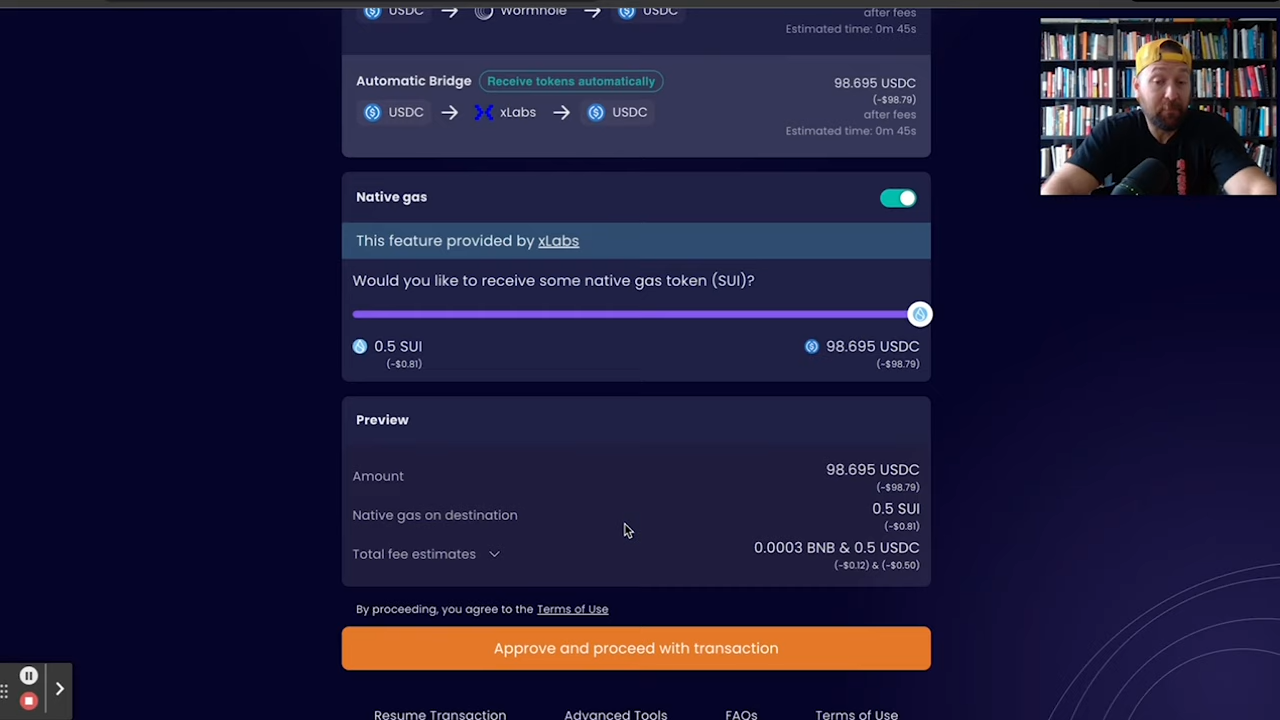 USDC → Wormhole → USDC
after fees
Estimated time: 0m 45s
Automatic Bridge Receive tokens automatically 98.695 USDC
(~$98.79)
USDC → xLabs → USDC
after fees
Estimated time: 0m 45s
Native gas
This feature provided by xLabs
Would you like to receive some native gas token (SUI)?
0.5 SUI 98.695 USDC
(~$0.81) (~$98.79)
Preview
Amount 98.695 USDC
(~$98.79)
Native gas on destination 0.5 SUI
(~$0.81)
Total fee estimates 0.0003 BNB & 0.5 USDC
(~$0.12) & (~$0.50)
By proceeding, you agree to the Terms of Use
Approve and proceed with transaction
Resume Transaction Advanced Tools FAQs Terms of Use